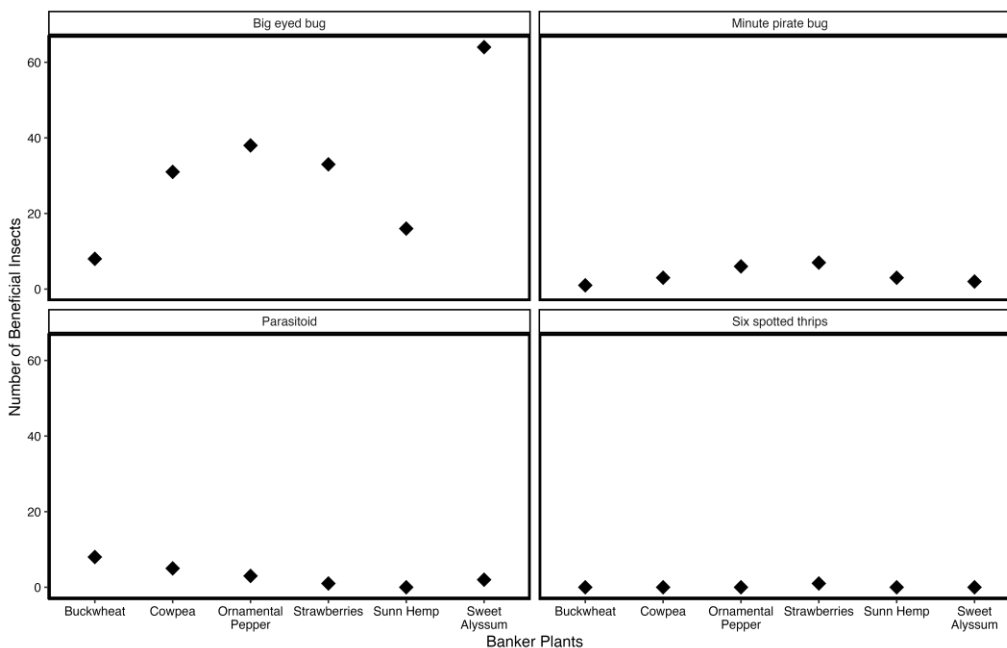 Big eyed bug
Minute pirate bug
Number of Beneficial Insects
60
40
20
0
Parasitoid
Six spotted thrips
60
40
20
0
Buckwheat Cowpea Ornamental Pepper Strawberries Sunn Hemp Sweet Alyssum
Buckwheat Cowpea Ornamental Pepper Strawberries Sunn Hemp Sweet Alyssum
Banker Plants